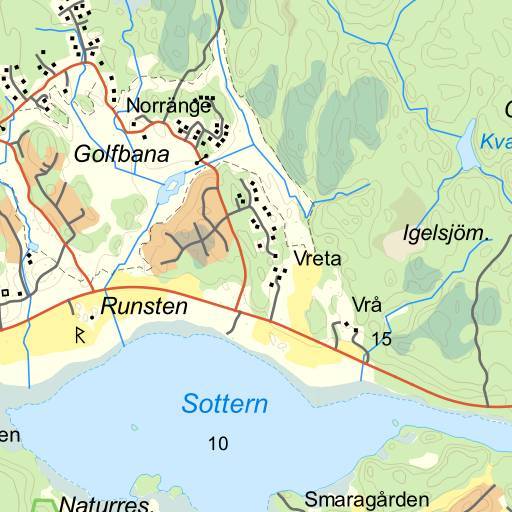 Norränge
Golfbana
Kva
Igelsjöm.
Vreta
Runsten
Vrå
15
Sottern
10
en
Naturres.
Smaragården